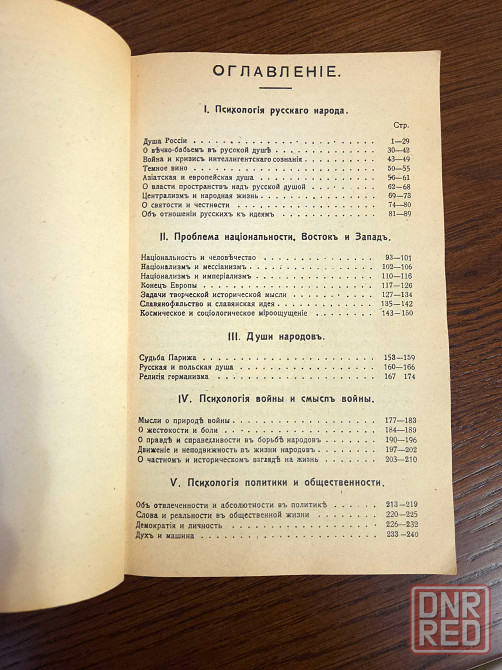 ОГЛАВЛЕНІЕ.
I. Психологія русскаго народа.
Стр.
Душа Россіи . . . . . 1—29
О вѣчно-бабьемъ въ русской душѣ . . . . . 30—42
Война и кризисъ интеллигентскаго сознанія . . . . . 43—49
Темное вино . . . . . 50—55
Азіатская и европейская душа . . . . . 56—61
О власти пространствъ надъ русской душой . . . . . 62—68
Централизмъ и народная жизнь . . . . . 69—73
О святости и честности . . . . . 74—80
Объ отношеніи русскихъ къ идеямъ . . . . . 81—89
II. Проблема національности. Востокъ и Западъ.
Національность и человѣчество . . . . . 93—101
Націонализмъ и мессіанизмъ . . . . . 102—106
Націонализмъ и имперіализмъ . . . . . 110—116
Конецъ Европы . . . . . 117—126
Задачи творческой исторической мысли . . . . . 127—134
Славянофильство и славянская идея . . . . . 135—142
Космическое и соціологическое мірощущеніе . . . . . 143—150
III. Души народовъ.
Судьба Парижа . . . . . 153—159
Русская и польская душа . . . . . 160—166
Религія германизма . . . . . 167 174
IV. Психологія войны и смыслъ войны.
Мысли о природѣ войны . . . . . 177—183
О жестокости и боли . . . . . 184—189
О правдѣ и справедливости въ борьбѣ народовъ . . . . . 190—196
Движеніе и неподвижность въ жизни народовъ . . . . . 197—202
О частномъ и историческомъ взглядѣ на жизнь . . . . . 203—210
V. Психологія политики и общественности.
Объ отвлеченности и абсолютности въ политикѣ . . . . . 213—219
Слова и реальности въ общественной жизни . . . . . 220—225
Демократія и личность . . . . . 226—232
Духъ и машина . . . . . 233—240
DNR
RED